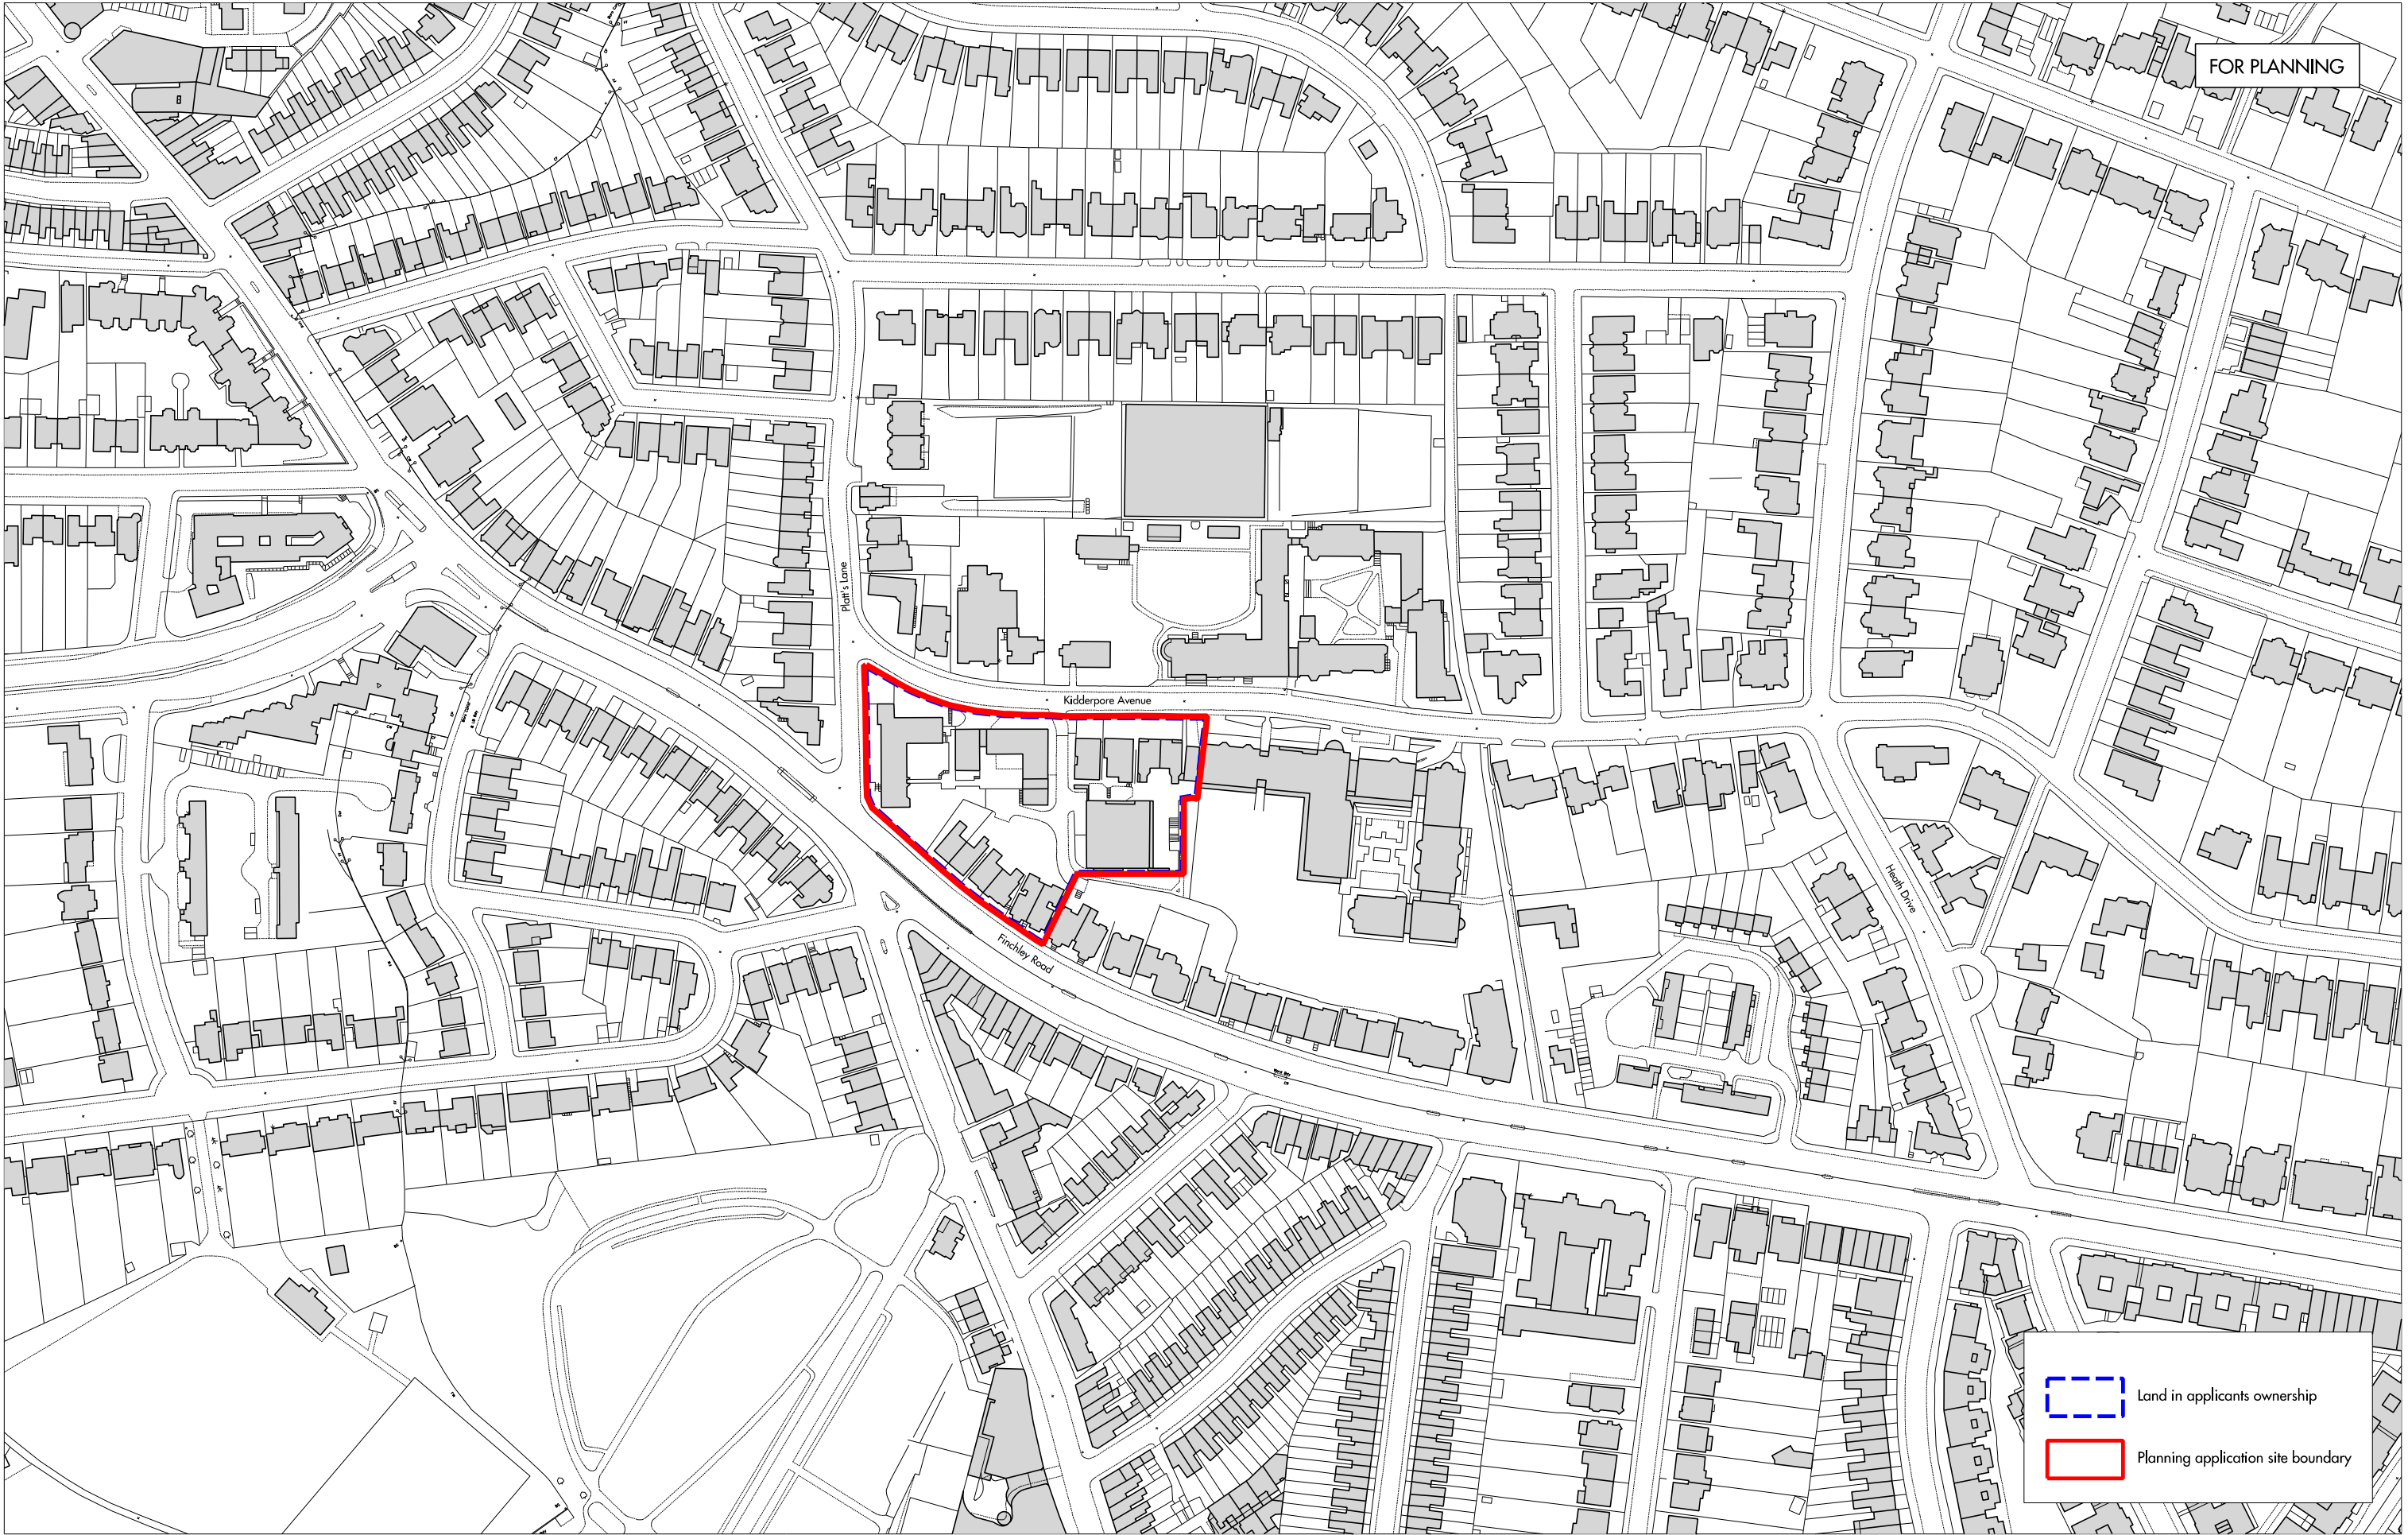 FOR PLANNING
Platt's Lane
Kidderpore Avenue
Heath Drive
Finchley Road
Land in applicants ownership
Planning application site boundary